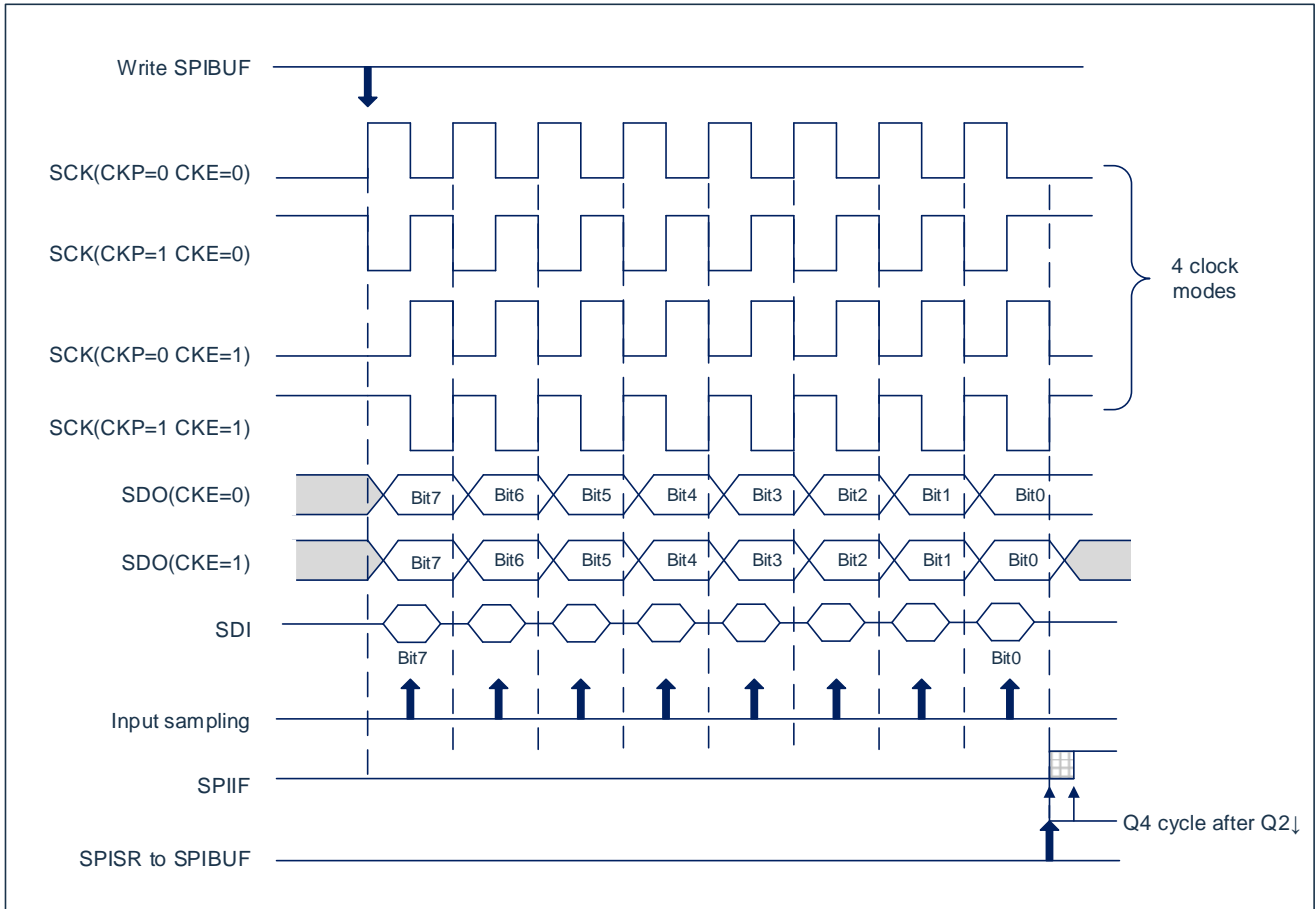 Write SPIBUF
SCK(CKP=0 CKE=0)
SCK(CKP=1 CKE=0)
4 clock
modes
SCK(CKP=0 CKE=1)
SCK(CKP=1 CKE=1)
SDO(CKE=0) Bit7 Bit6 Bit5 Bit4 Bit3 Bit2 Bit1 Bit0
SDO(CKE=1) Bit7 Bit6 Bit5 Bit4 Bit3 Bit2 Bit1 Bit0
SDI
Bit7 Bit0
Input sampling
SPIIF
Q4 cycle after Q2↓
SPISR to SPIBUF